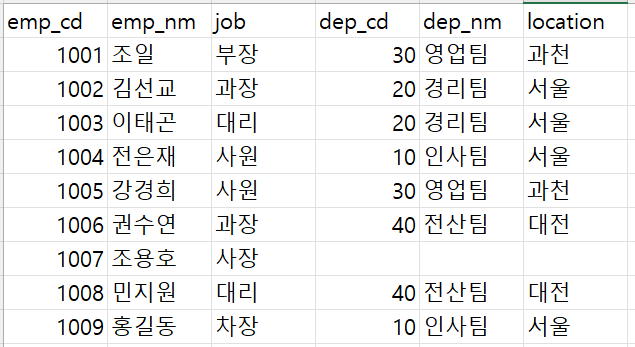 emp_cd emp_nm job dep_cd dep_nm location
1001 조일 부장 30 영업팀 과천
1002 김선교 과장 20 경리팀 서울
1003 이태곤 대리 20 경리팀 서울
1004 전은재 사원 10 인사팀 서울
1005 강경희 사원 30 영업팀 과천
1006 권수연 과장 40 전산팀 대전
1007 조용호 사장
1008 민지원 대리 40 전산팀 대전
1009 홍길동 차장 10 인사팀 서울